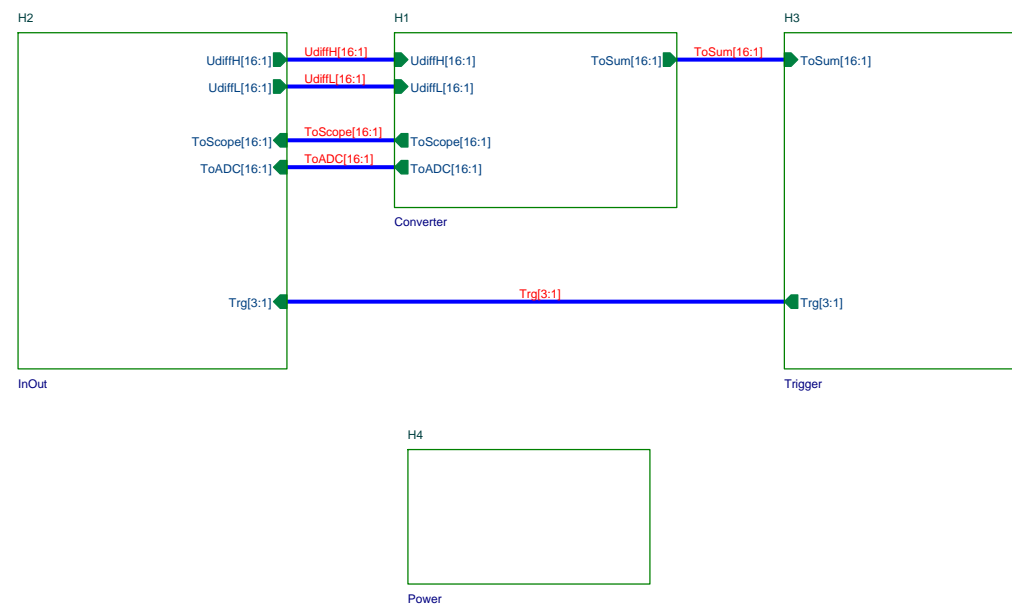 H2
H1
H3
UdiffH[16:1]
UdiffH[16:1]
UdiffH[16:1]
ToSum[16:1]
ToSum[16:1]
ToSum[16:1]
UdiffL[16:1]
UdiffL[16:1]
UdiffL[16:1]
ToScope[16:1]
ToScope[16:1]
ToScope[16:1]
ToADC[16:1]
ToADC[16:1]
ToADC[16:1]
Converter
Trg[3:1]
Trg[3:1]
Trg[3:1]
InOut
Trigger
H4
Power